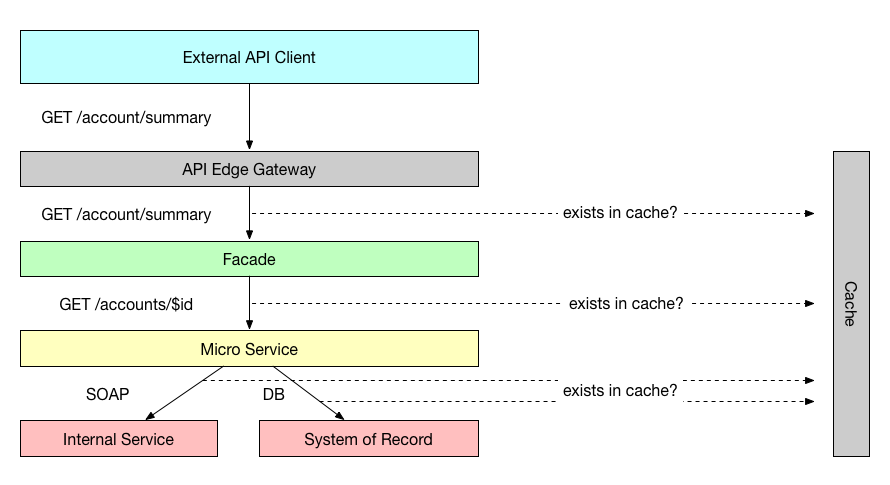 External API Client
GET /account/summary
API Edge Gateway
GET /account/summary
exists in cache?
Facade
GET /accounts/$id
exists in cache?
Cache
Micro Service
SOAP
DB
exists in cache?
Internal Service
System of Record